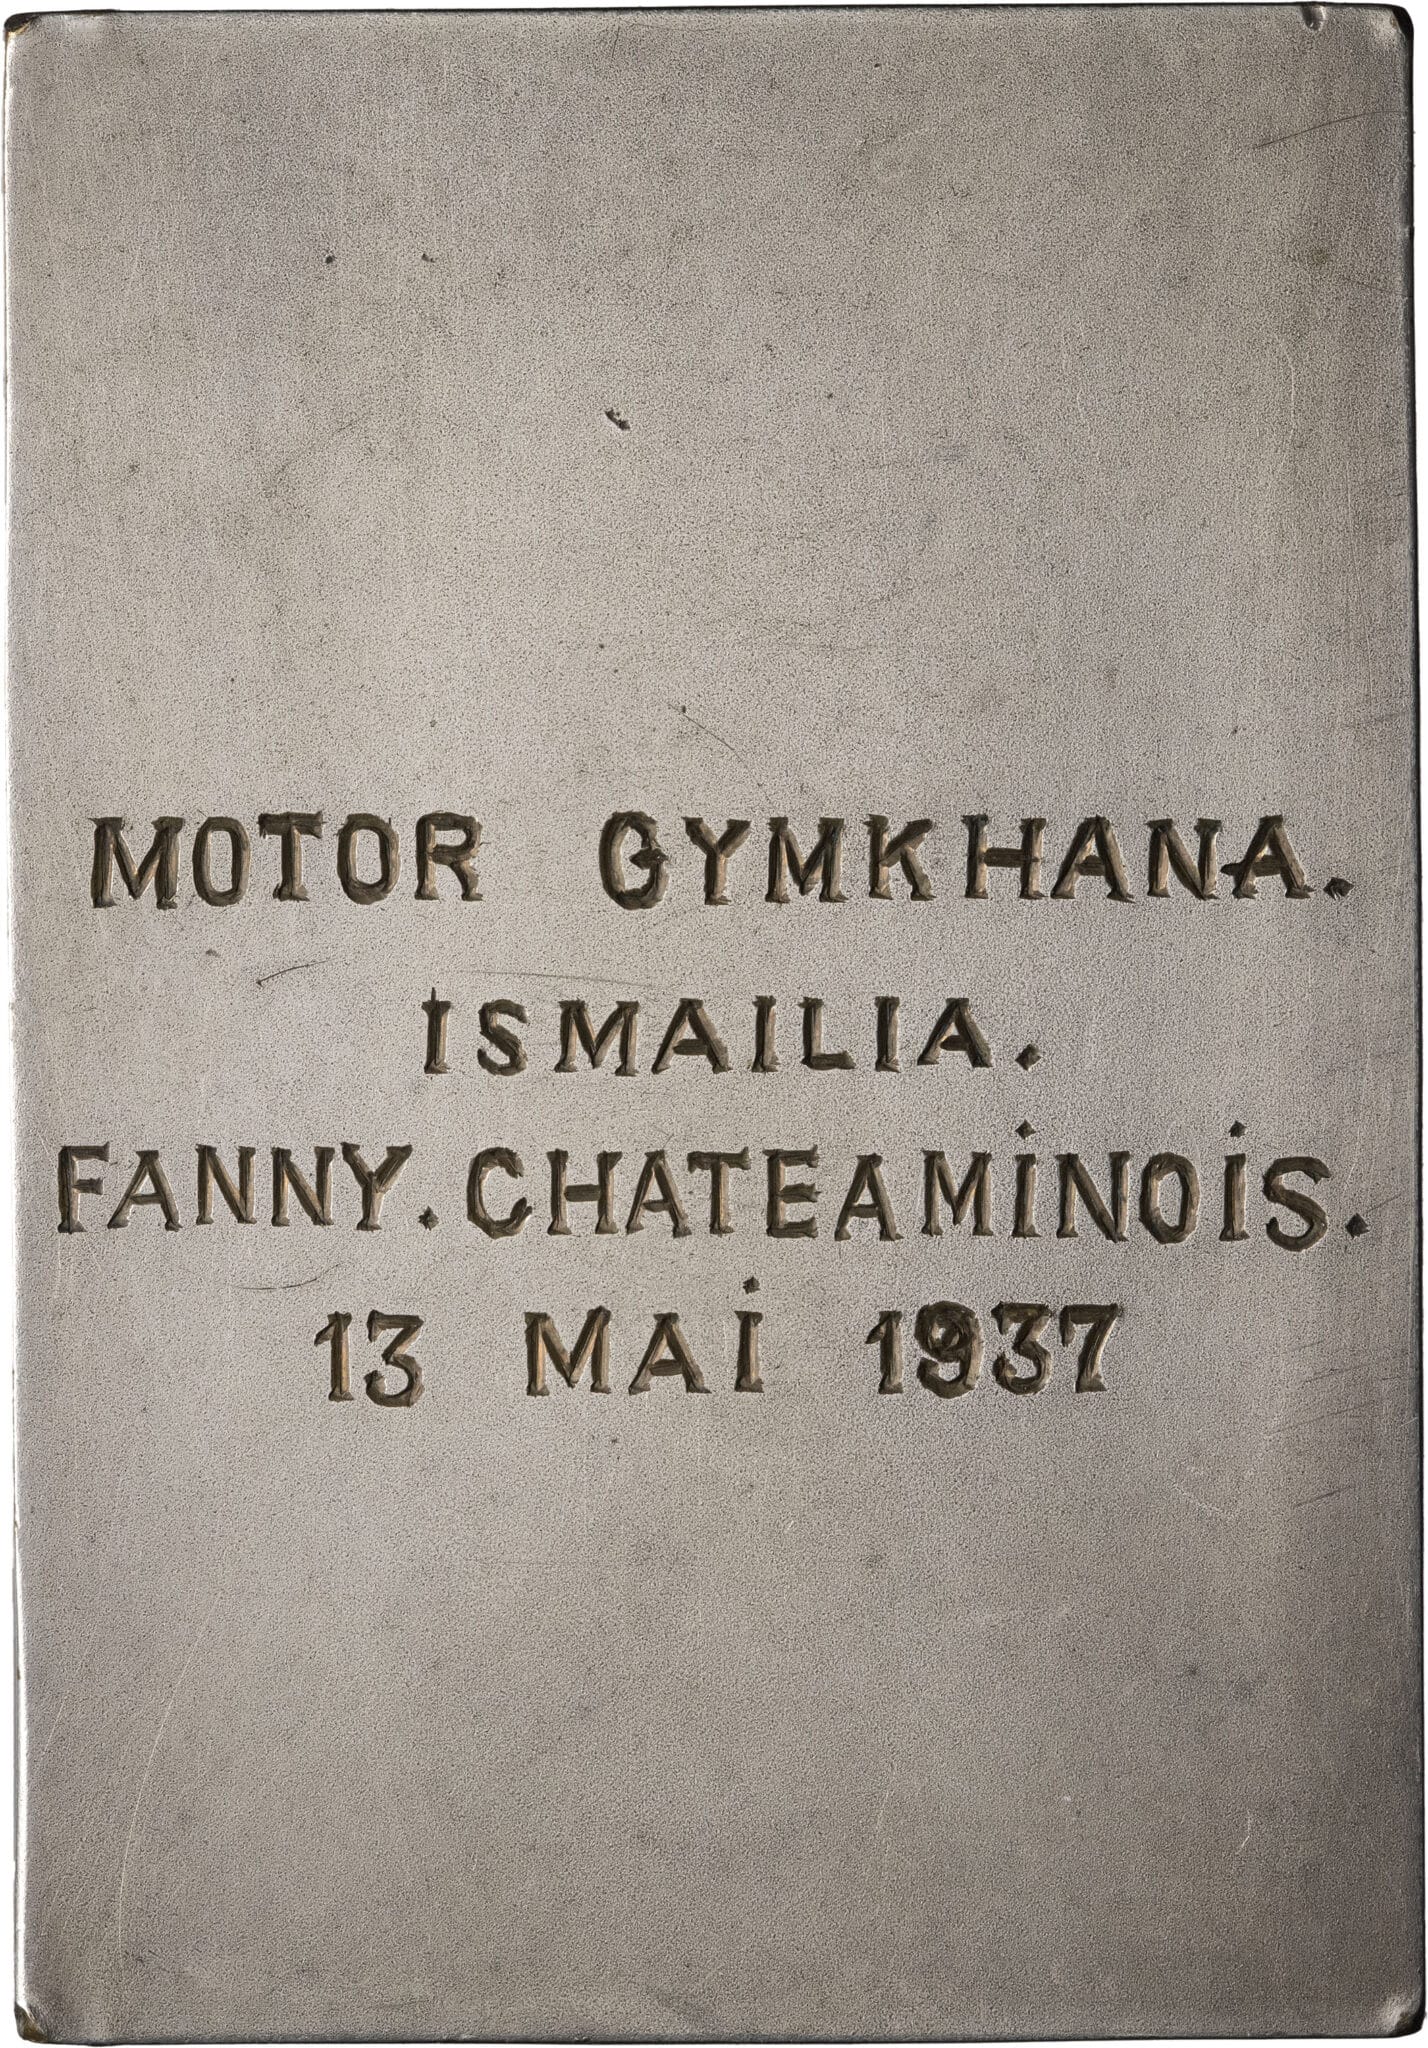 MOTOR GYMKHANA.
ISMAILIA.
FANNY. CHATEAMINOIS.
13 MAI 1937